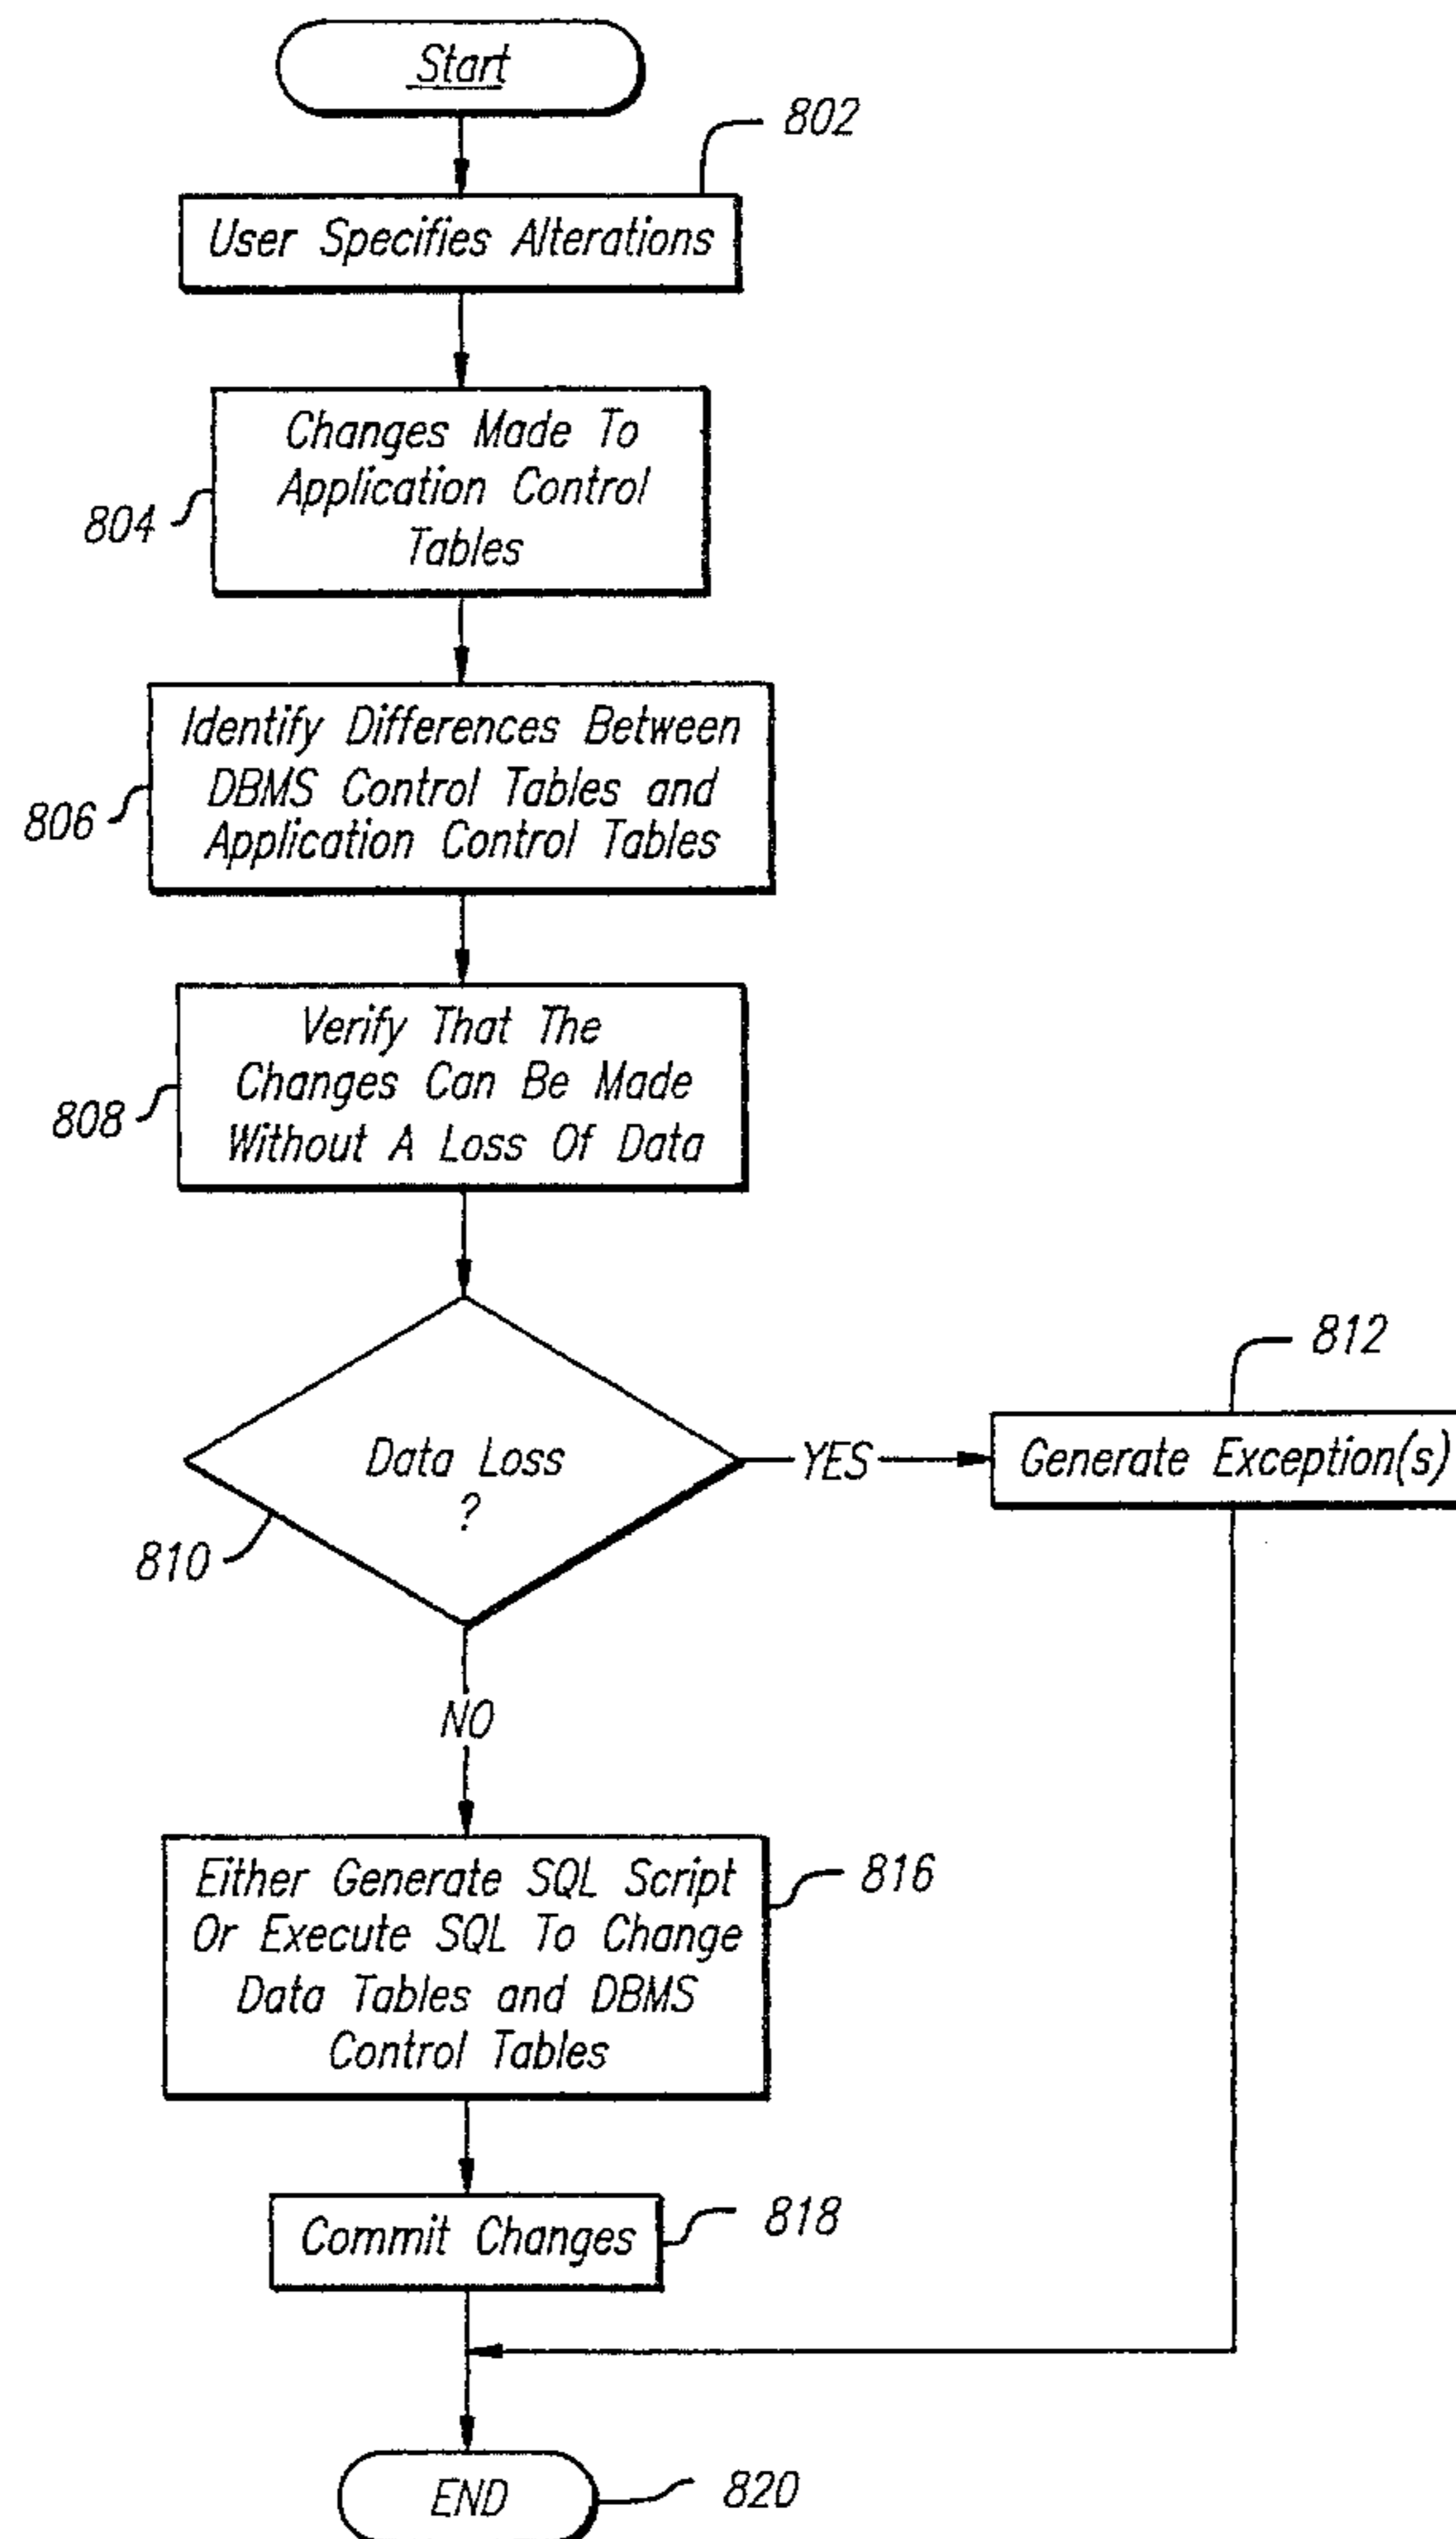 Start
802
User Specifies Alterations
Changes Made To
Application Control
Tables
804
Identify Differences Between
DBMS Control Tables and
Application Control Tables
806
Verify That The
Changes Can Be Made
Without A Loss Of Data
808
812
Data Loss
?
YES
Generate Exception(s)
810
NO
Either Generate SQL Script
Or Execute SQL To Change
Data Tables and DBMS
Control Tables
816
Commit Changes
818
END
820